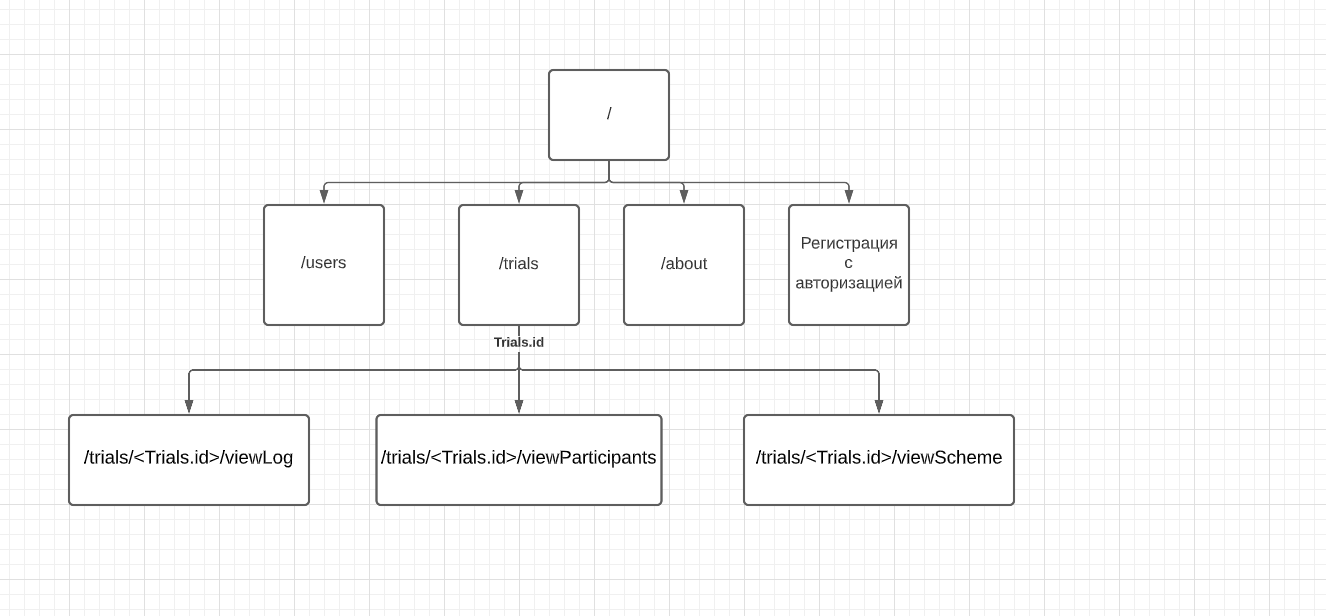 /
/users
/trials
/about
Регистрация
с
авторизацией
Trials.id
/trials/<Trials.id>/viewLog
/trials/<Trials.id>/viewParticipants
/trials/<Trials.id>/viewScheme